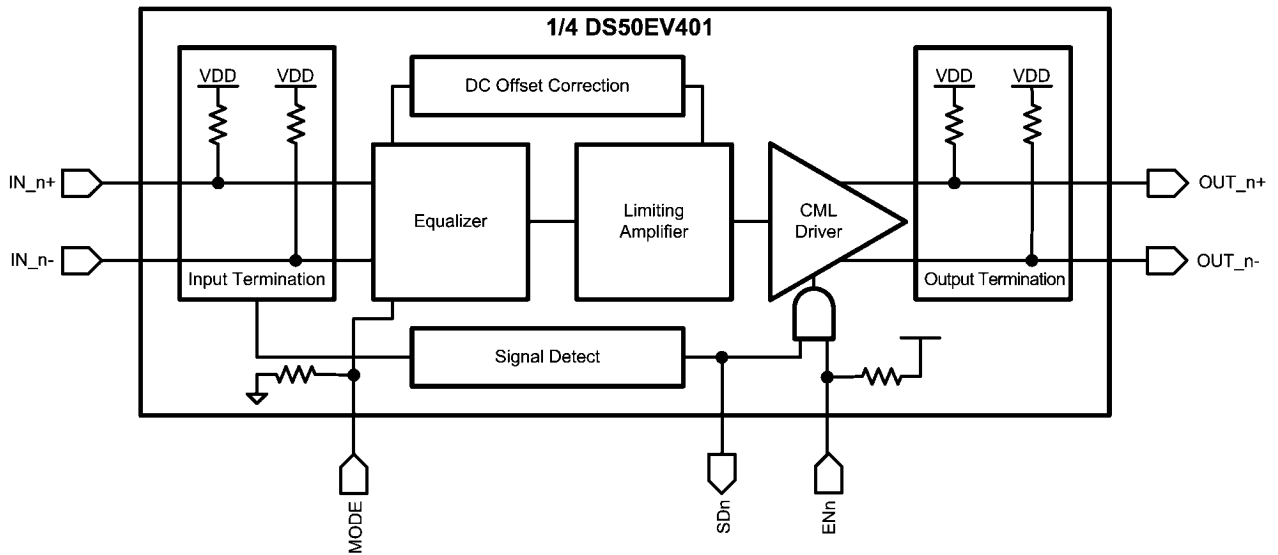 1/4 DS50EV401
VDD
VDD
DC Offset Correction
VDD
VDD
IN_n+
Equalizer
Limiting
Amplifier
CML
Driver
OUT_n+
IN_n-
Input Termination
Output Termination
OUT_n-
Signal Detect
MODE
SDn
ENn